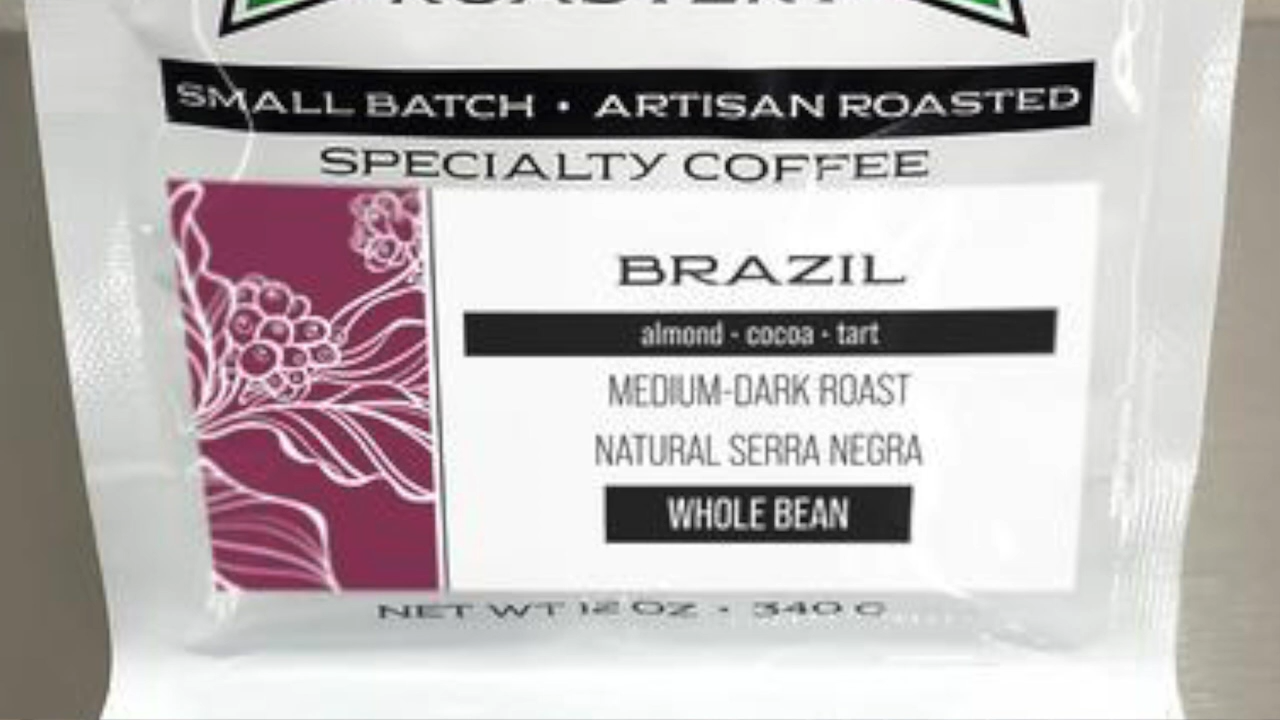 ROASTERY
SMALL BATCH • ARTISAN ROASTED
SPECIALTY COFFEE
BRAZIL
almond • cocoa • tart
MEDIUM-DARK ROAST
NATURAL SERRA NEGRA
WHOLE BEAN
NET WT 12 OZ • 340 G